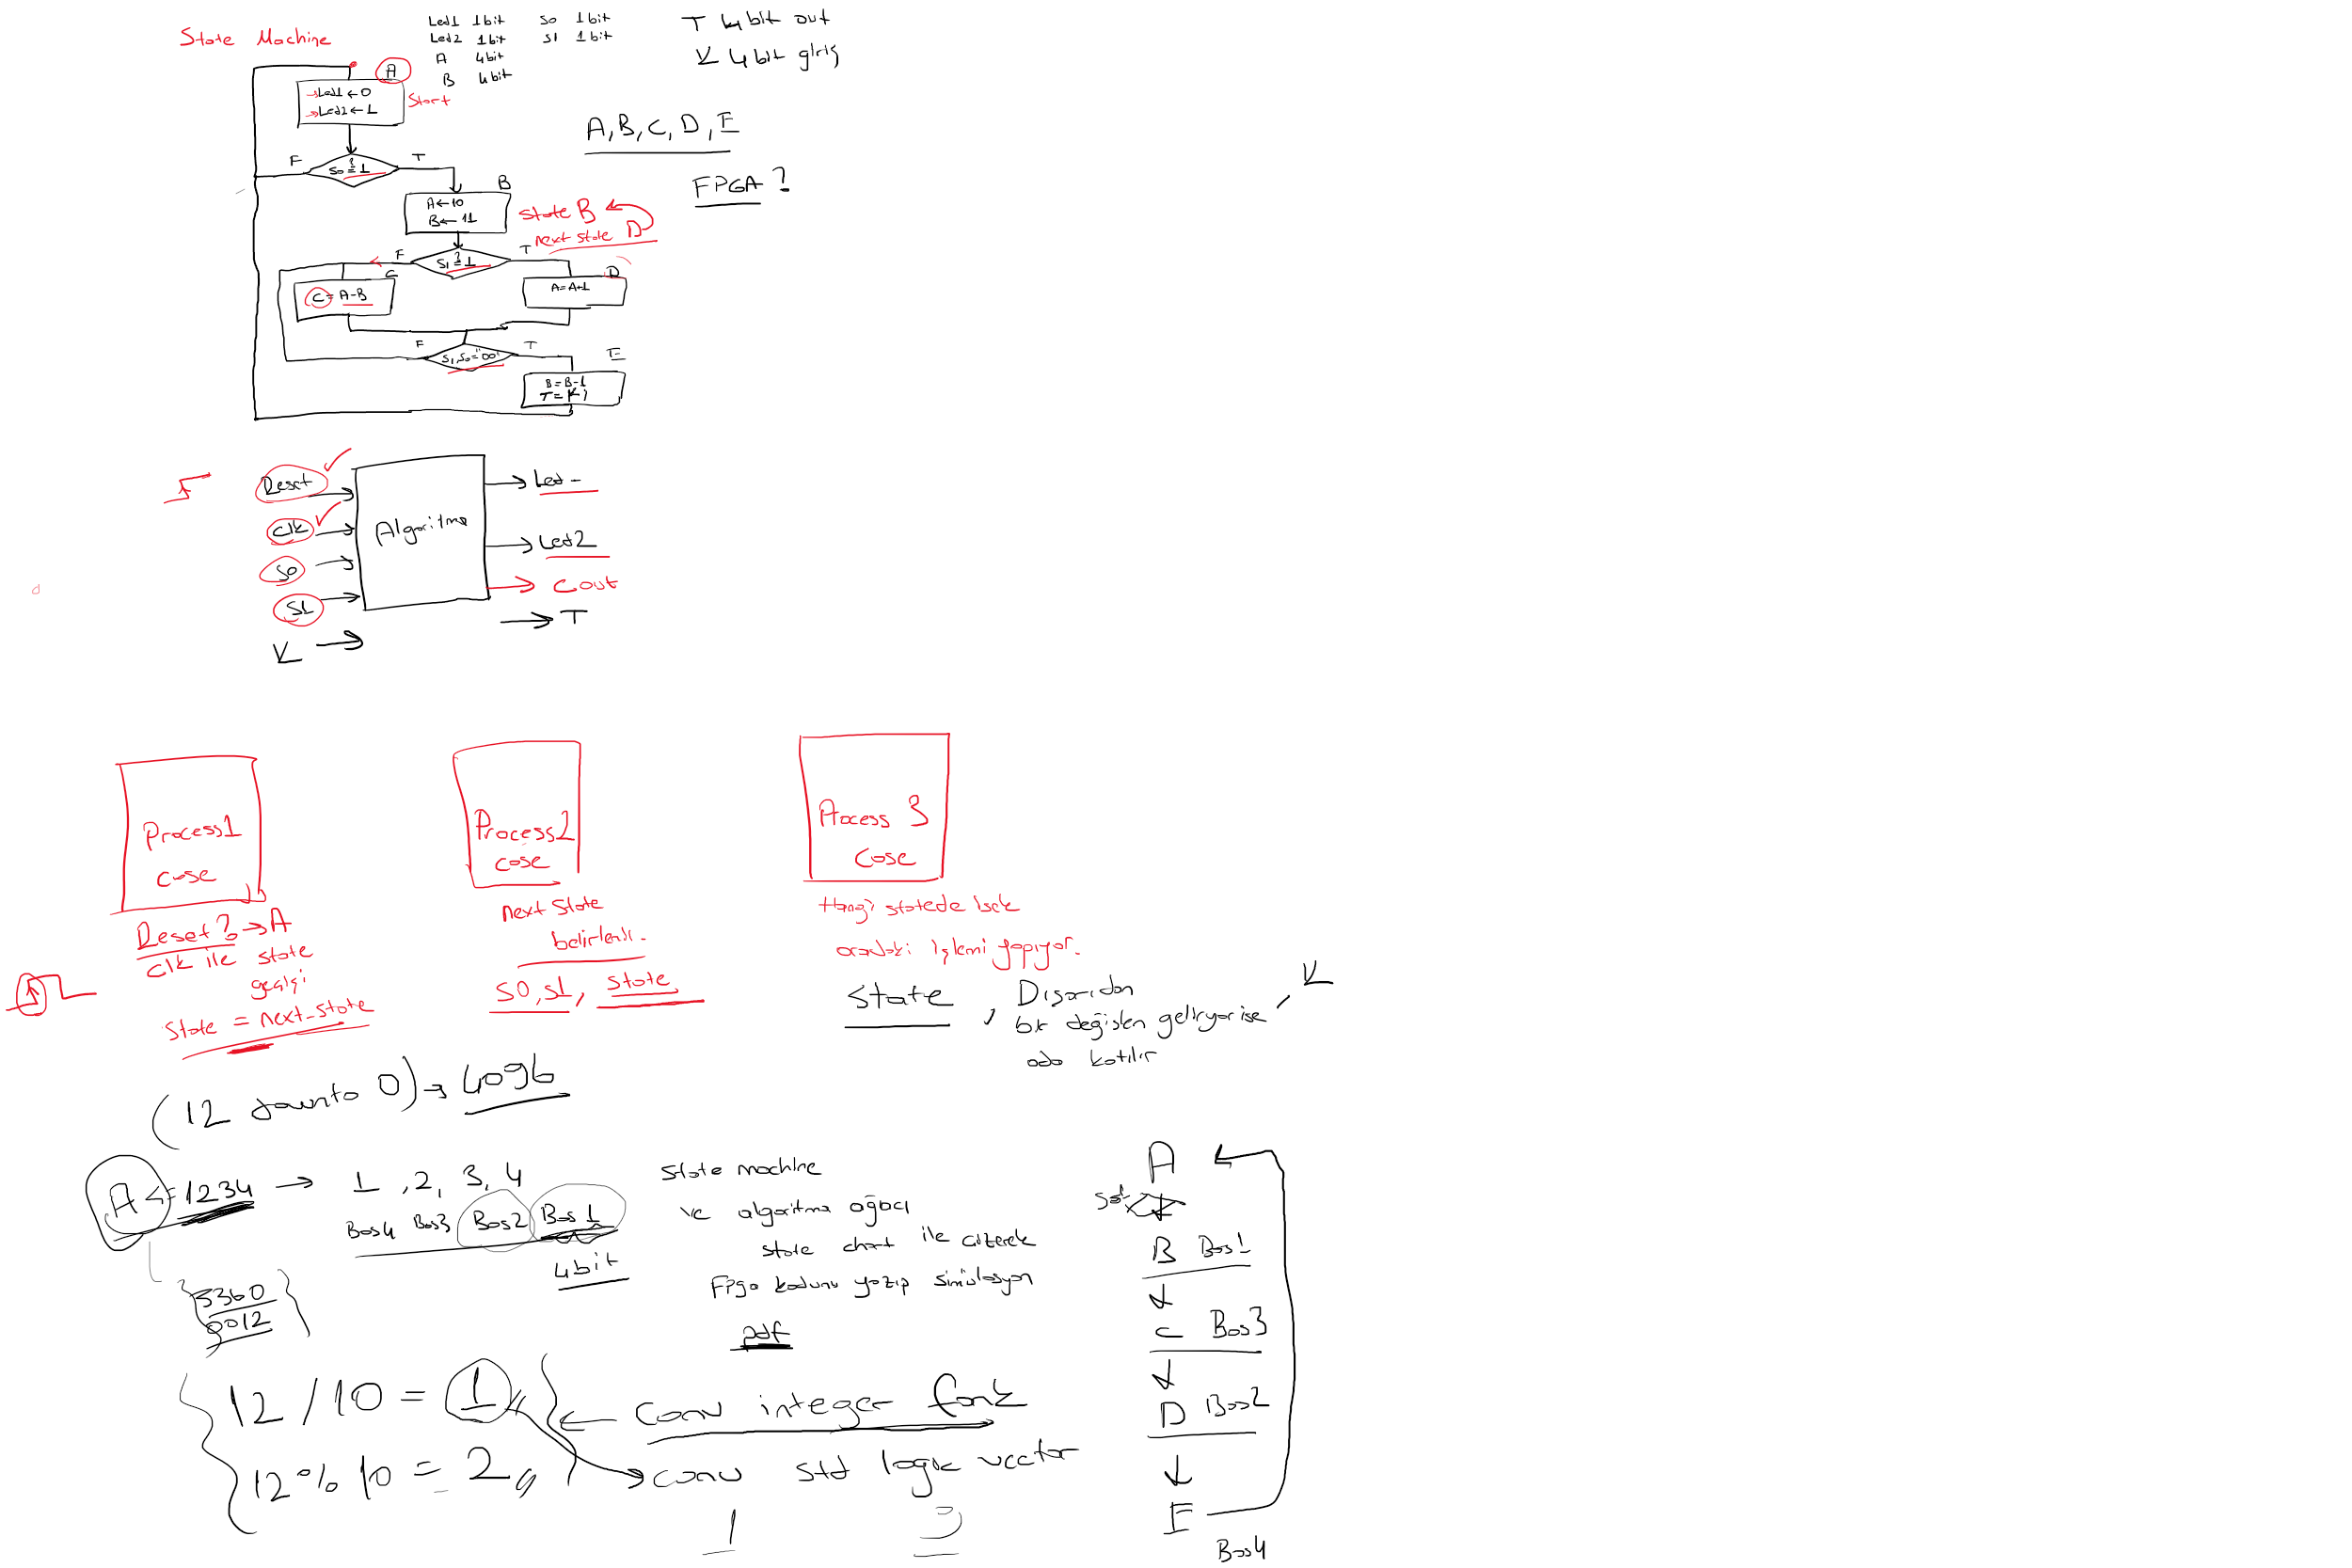 State Machine
Led1 1bit S0 1bit
Led2 1bit S1 1bit
A 4bit
B 4bit
T 4 bit out
K 4 bit giriş
A
Led1 ← 0
Led2 ← 1
Start
A, B, C, D, E
FPGA ?
F
S0 = 1
?
T
B
A ← 10
B ← 11
State B
next state D
F
S1 = 1
?
T
C
C = A-B
D
A = A+1
F
S1,S0="00"
T
E
B = B-1
T = K;
Reset
Clk
S0
S1
K
Algoritma
Led -
Led2
C out
T
Process1
case
Process2
case
Process 3
Case
Reset? → A
Clk ile state
geçişi
State = next_state
next state
belirlenir.
S0, S1, State
Hangi statede isek
oradaki işlemi yapıyor.
State , Dışarıdan
bir değişken geliyor ise , K
oda katılır
(12 0) → 4096
A <= 1234 → 1, 2, 3, 4
Bas4 Bas3 Bas2 Bas1
4bit
5360
0012
State machine
ve algoritma ağacı
state chart ile çizerek
Fpga kodunu yazıp simülasyon
pdf
12 / 10 = 1
12 % 10 = 2
← Conv integer fonk
conv std logic vector
1 2
A
B Bas1
C Bas3
D Bas2
E
Bas4